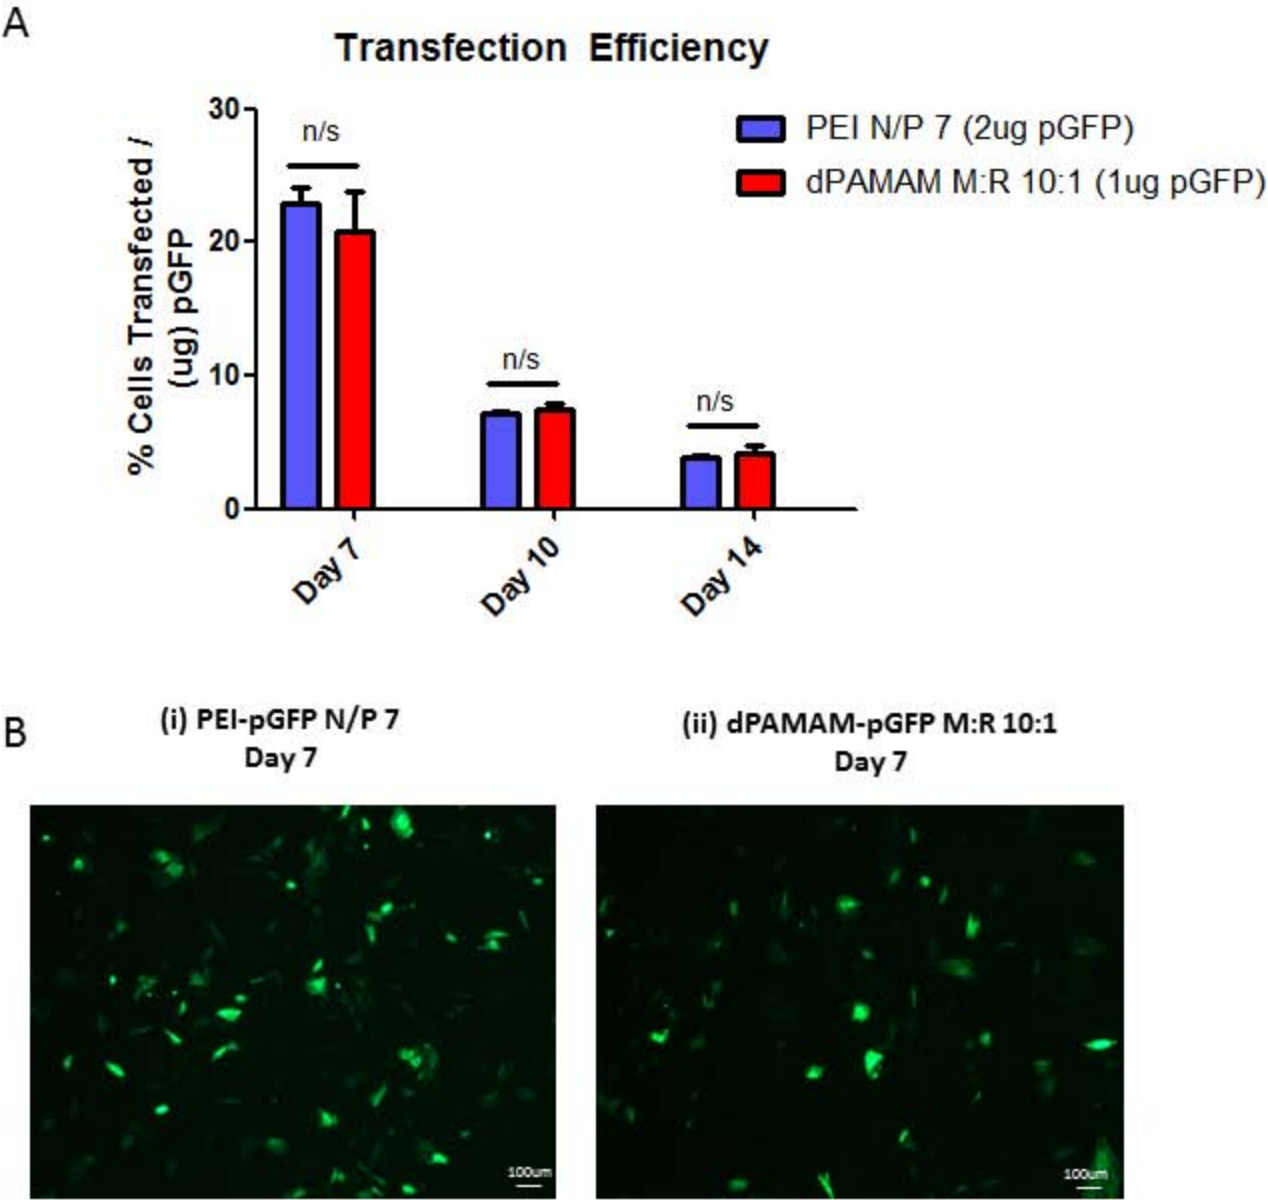 A
Transfection Efficiency
% Cells Transfected /
(ug) pGFP
30
20
10
0
n/s
n/s
n/s
PEI N/P 7 (2ug pGFP)
dPAMAM M:R 10:1 (1ug pGFP)
Day 7
Day 10
Day 14
B
(i) PEI-pGFP N/P 7
Day 7
(ii) dPAMAM-pGFP M:R 10:1
Day 7
100um
100um